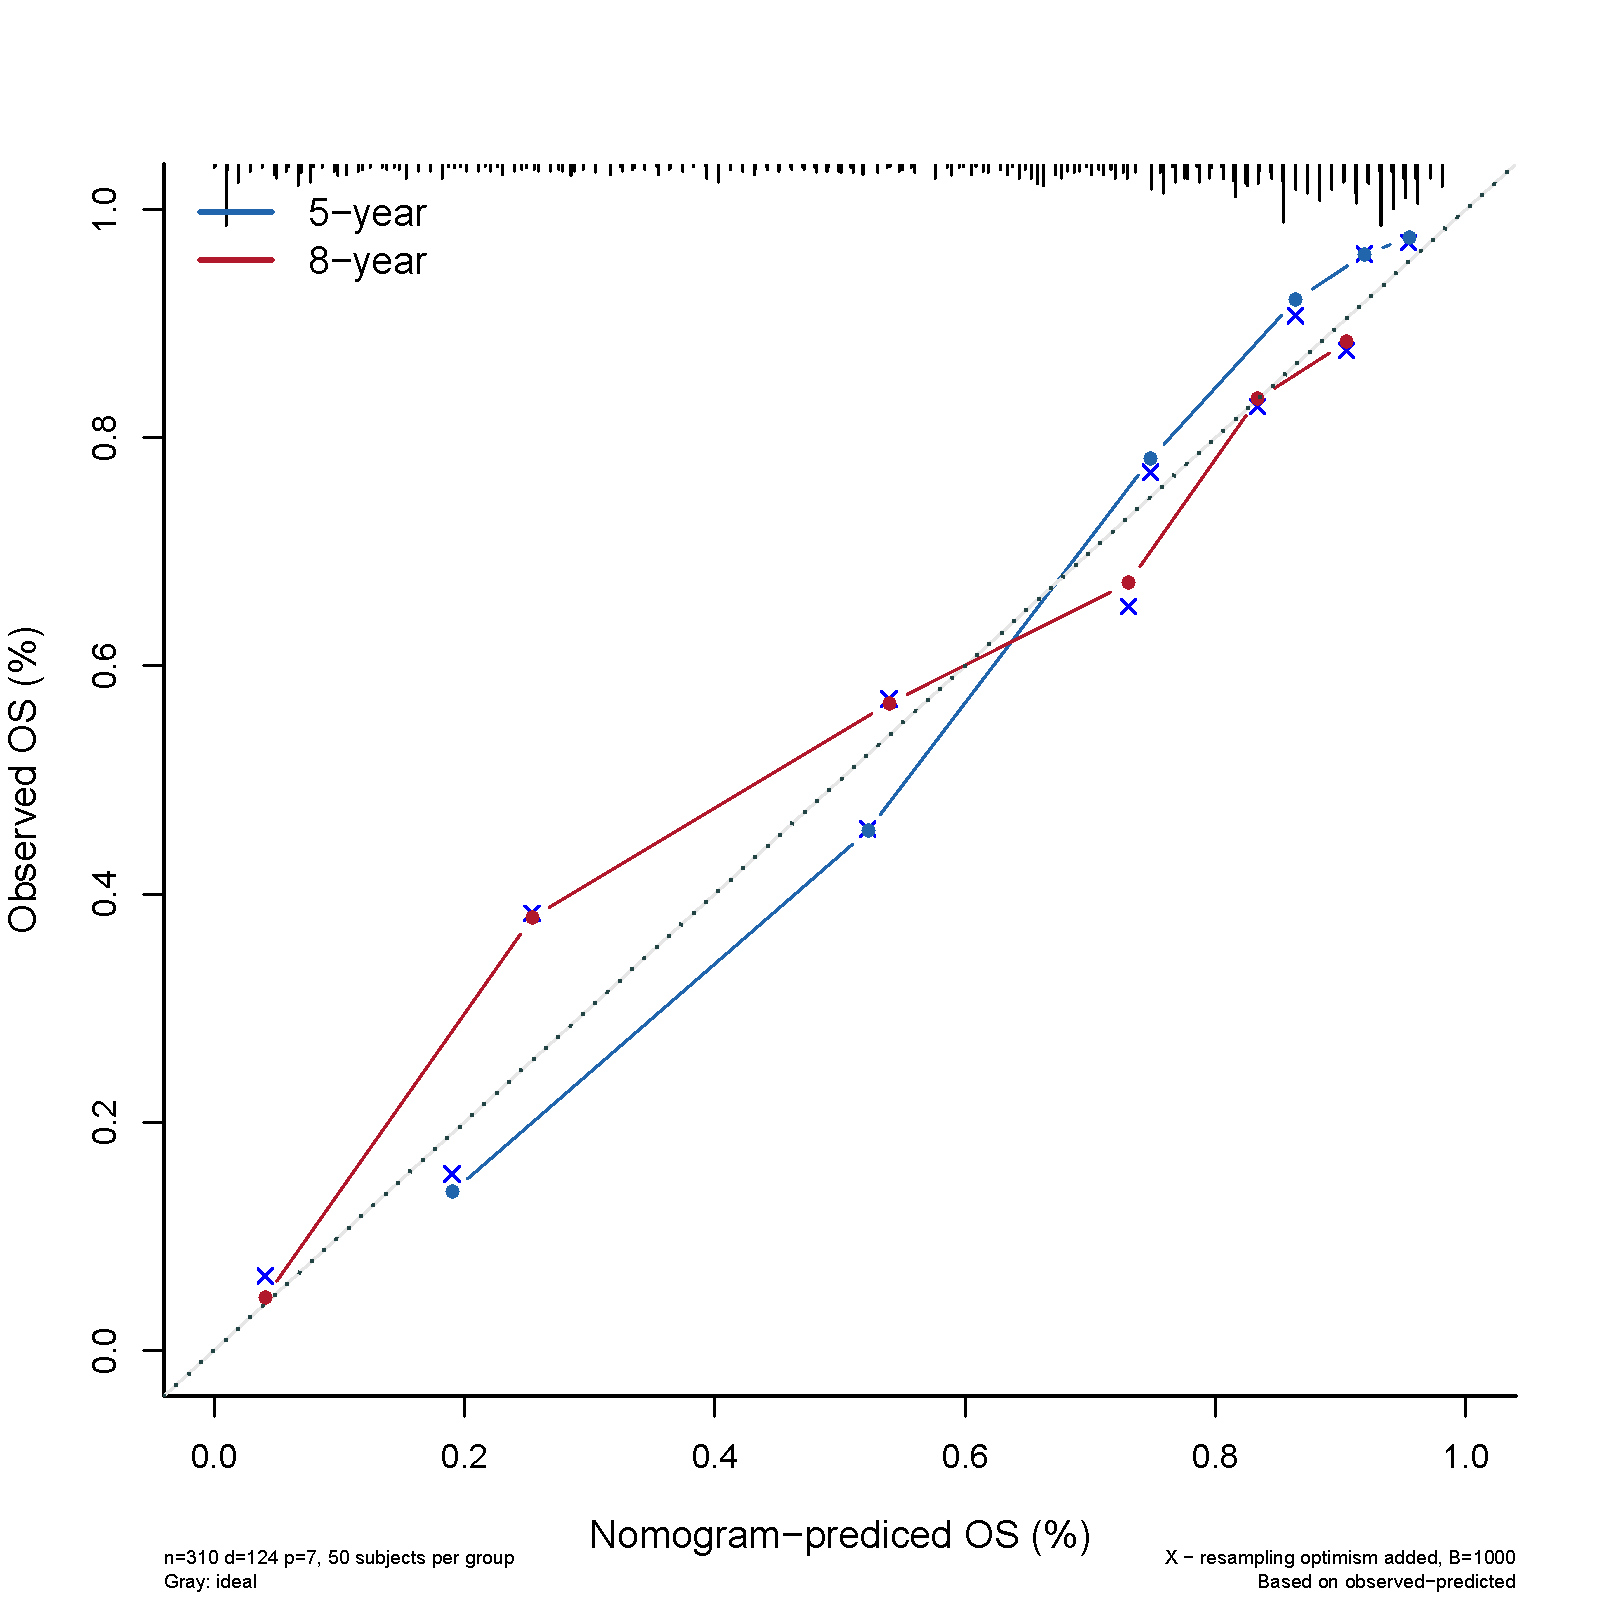 5−year
8−year
1.0
0.8
0.6
0.4
0.2
0.0
Observed OS (%)
0.0 0.2 0.4 0.6 0.8 1.0
Nomogram−prediced OS (%)
n=310 d=124 p=7, 50 subjects per group
Gray: ideal
X − resampling optimism added, B=1000
Based on observed−predicted